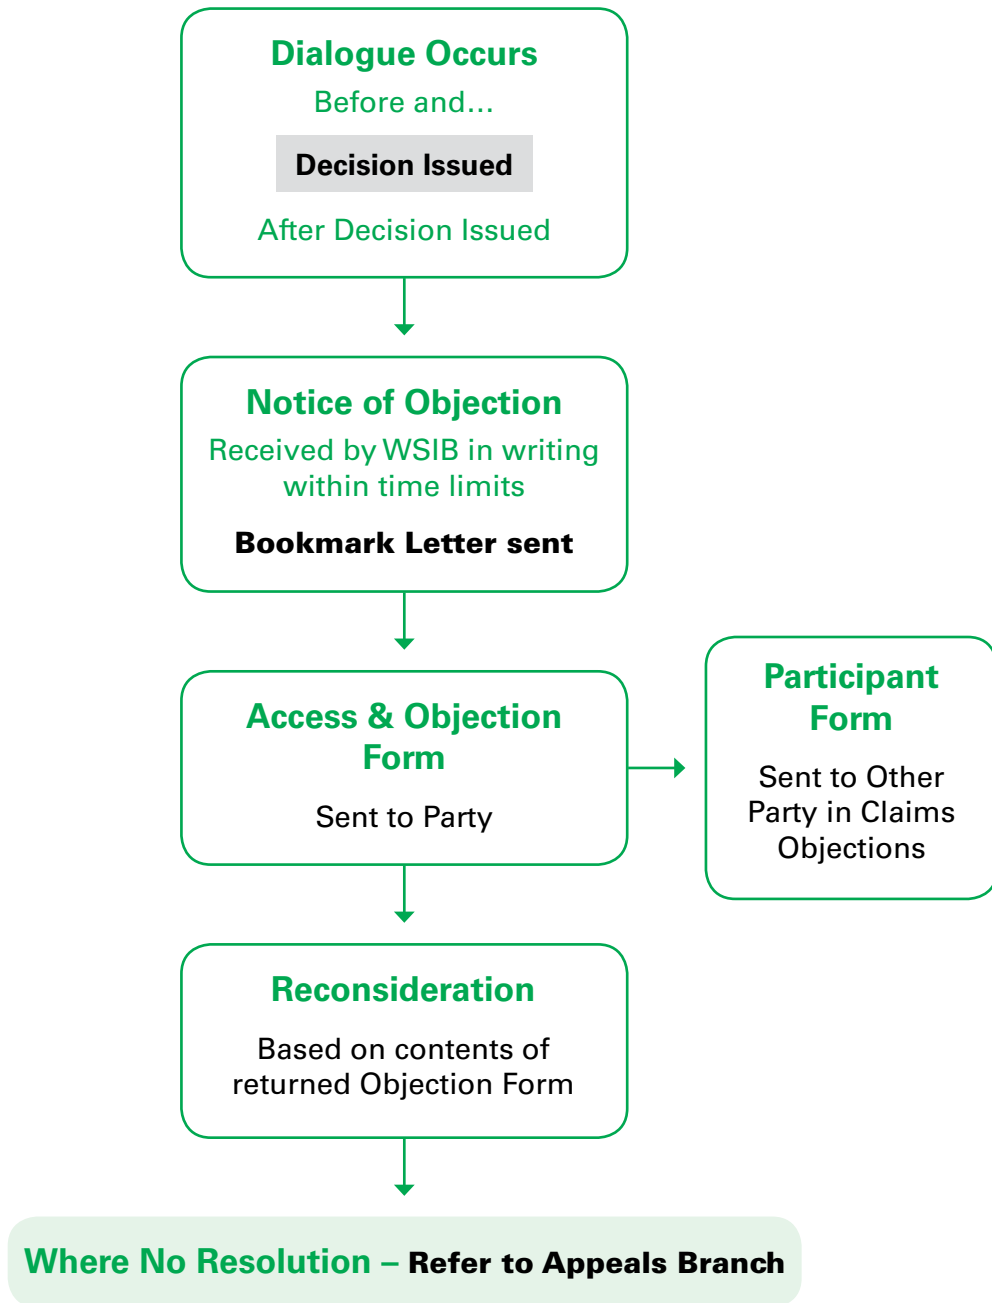 Dialogue Occurs
Before and...
Decision Issued
After Decision Issued
Notice of Objection
Received by WSIB in writing
within time limits
Bookmark Letter sent
Access & Objection
Form
Sent to Party
Participant
Form
Sent to Other
Party in Claims
Objections
Reconsideration
Based on contents of
returned Objection Form
Where No Resolution – Refer to Appeals Branch